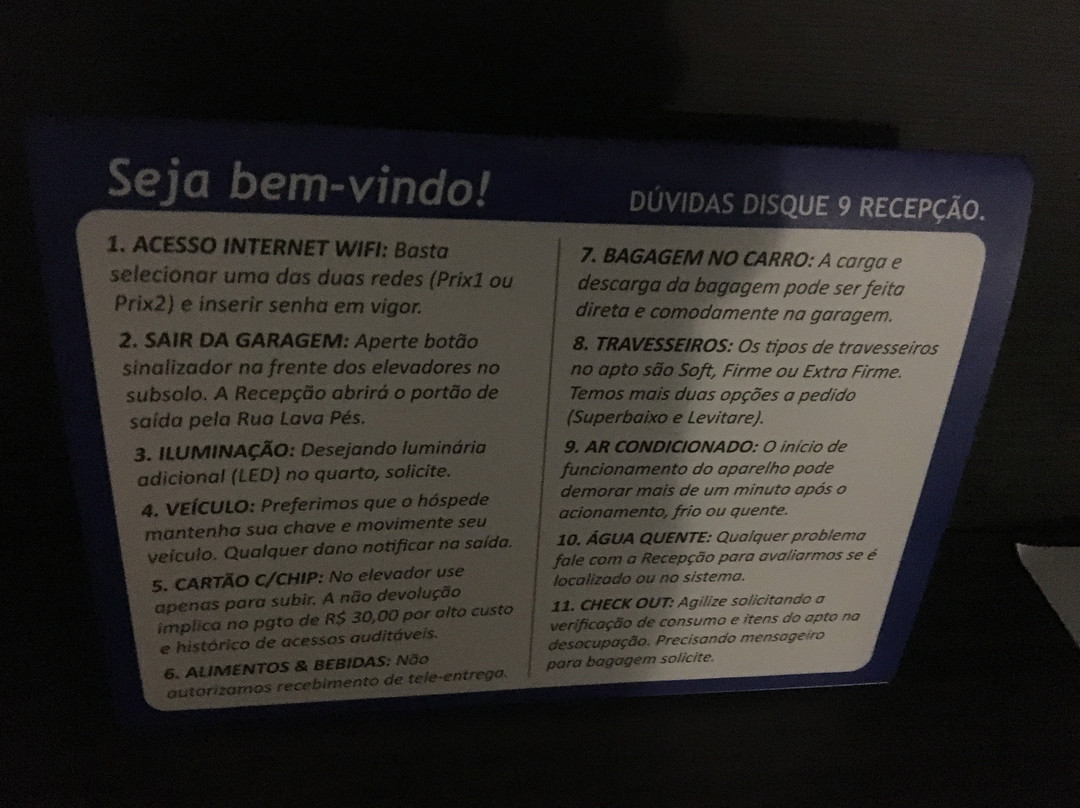 Seja bem-vindo!
DÚVIDAS DISQUE 9 RECEPÇÃO.
1. ACESSO INTERNET WIFI: Basta
selecionar uma das duas redes (Prix1 ou
Prix2) e inserir senha em vigor.
2. SAIR DA GARAGEM: Aperte botão
sinalizador na frente dos elevadores no
subsolo. A Recepção abrirá o portão de
saída pela Rua Lava Pés.
3. ILUMINAÇÃO: Desejando luminária
adicional (LED) no quarto, solicite.
4. VEÍCULO: Preferimos que o hóspede
mantenha sua chave e movimente seu
veículo. Qualquer dano notificar na saída.
5. CARTÃO C/CHIP: No elevador use
apenas para subir. A não devolução
implica no pgto de R$ 30,00 por alto custo
e histórico de acessos auditáveis.
6. ALIMENTOS & BEBIDAS: Não
autorizamos recebimento de tele-entrega.
7. BAGAGEM NO CARRO: A carga e
descarga da bagagem pode ser feita
direta e comodamente na garagem.
8. TRAVESSEIROS: Os tipos de travesseiros
no apto são Soft, Firme ou Extra Firme.
Temos mais duas opções a pedido
(Superbaixo e Levitare).
9. AR CONDICIONADO: O início de
funcionamento do aparelho pode
demorar mais de um minuto após o
acionamento, frio ou quente.
10. ÁGUA QUENTE: Qualquer problema
fale com a Recepção para avaliarmos se é
localizado ou no sistema.
11. CHECK OUT: Agilize solicitando a
verificação de consumo e itens do apto na
desocupação. Precisando mensageiro
para bagagem solicite.